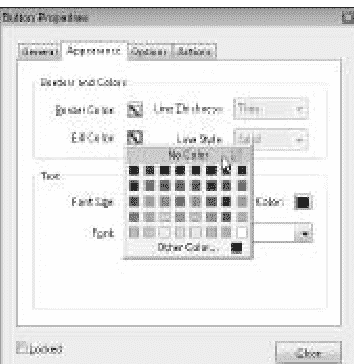 Button Properties
General Appearance Options Actions
Borders and Colors
Border Color: Line Thickness: Thin
Fill Color: Line Style: Solid
No Color
Text
Font Size Color:
Font:
Other Color...
Locked Close